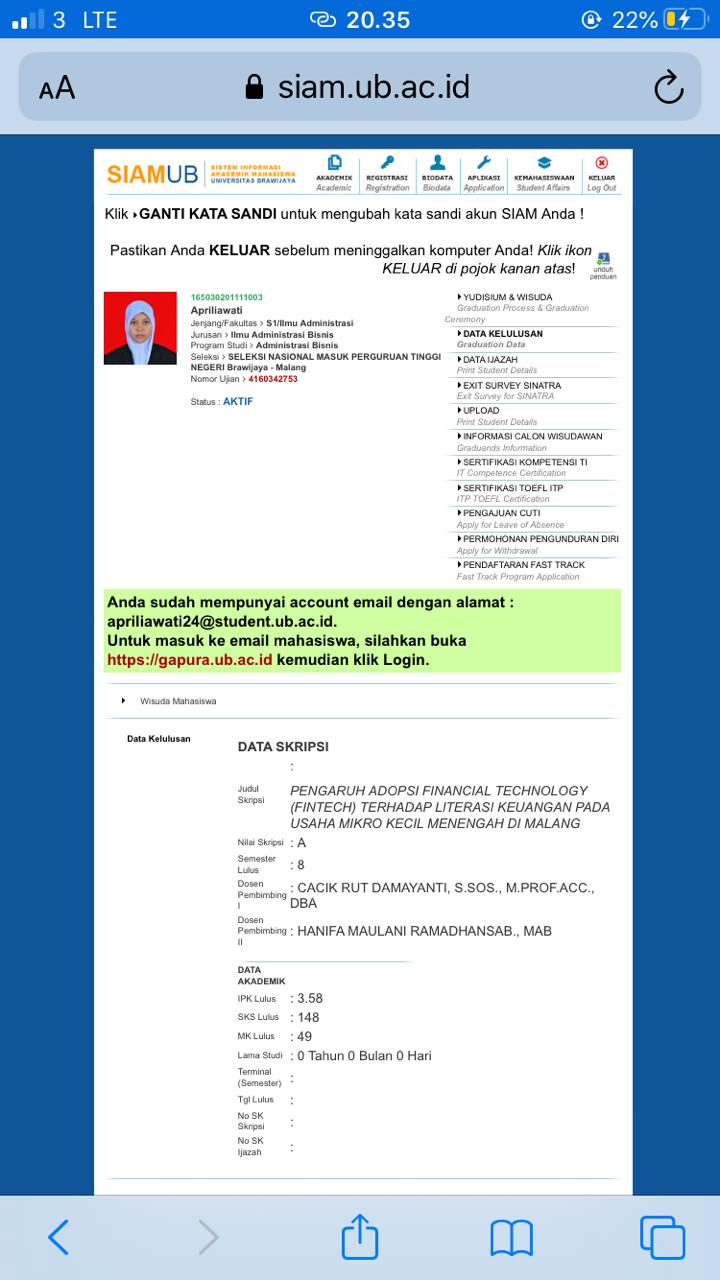 3 LTE 20.35 22%
AA siam.ub.ac.id
SIAMUB SISTEM INFORMASI
AKADEMIK MAHASISWA
UNIVERSITAS BRAWIJAYA
AKADEMIK REGISTRASI BIODATA APLIKASI KEMAHASISWAAN KELUAR
Academic Registration Biodata Application Student Affairs Log Out
Klik GANTI KATA SANDI untuk mengubah kata sandi akun SIAM Anda !
Pastikan Anda KELUAR sebelum meninggalkan komputer Anda! Klik ikon
KELUAR di pojok kanan atas!
unduh
panduan
165030201111003
Apriliawati
Jenjang/Fakultas > S1/Ilmu Administrasi
Jurusan > Ilmu Administrasi Bisnis
Program Studi > Administrasi Bisnis
Seleksi > SELEKSI NASIONAL MASUK PERGURUAN TINGGI
NEGERI Brawijaya - Malang
Nomor Ujian > 4160342753
Status : AKTIF
YUDISIUM & WISUDA
Graduation Process & Graduation
Ceremony
DATA KELULUSAN
Graduation Data
DATA IJAZAH
Print Student Details
EXIT SURVEY SINATRA
Exit Survey for SINATRA
UPLOAD
Print Student Details
INFORMASI CALON WISUDAWAN
Graduands Information
SERTIFIKASI KOMPETENSI TI
IT Competence Certification
SERTIFIKASI TOEFL ITP
ITP TOEFL Certification
PENGAJUAN CUTI
Apply for Leave of Absence
PERMOHONAN PENGUNDURAN DIRI
Apply for Withdrawal
PENDAFTARAN FAST TRACK
Fast Track Program Application
Anda sudah mempunyai account email dengan alamat :
apriliawati24@student.ub.ac.id.
Untuk masuk ke email mahasiswa, silahkan buka
https://gapura.ub.ac.id kemudian klik Login.
Wisuda Mahasiswa
Data Kelulusan
DATA SKRIPSI
:
Judul
Skripsi
PENGARUH ADOPSI FINANCIAL TECHNOLOGY
(FINTECH) TERHADAP LITERASI KEUANGAN PADA
USAHA MIKRO KECIL MENENGAH DI MALANG
Nilai Skripsi : A
Semester
Lulus : 8
Dosen
Pembimbing
I
: CACIK RUT DAMAYANTI, S.SOS., M.PROF.ACC.,
DBA
Dosen
Pembimbing
II
: HANIFA MAULANI RAMADHANSAB., MAB
DATA
AKADEMIK
IPK Lulus : 3.58
SKS Lulus : 148
MK Lulus : 49
Lama Studi : 0 Tahun 0 Bulan 0 Hari
Terminal
(Semester) :
Tgl Lulus :
No SK
Skripsi :
No SK
Ijazah :